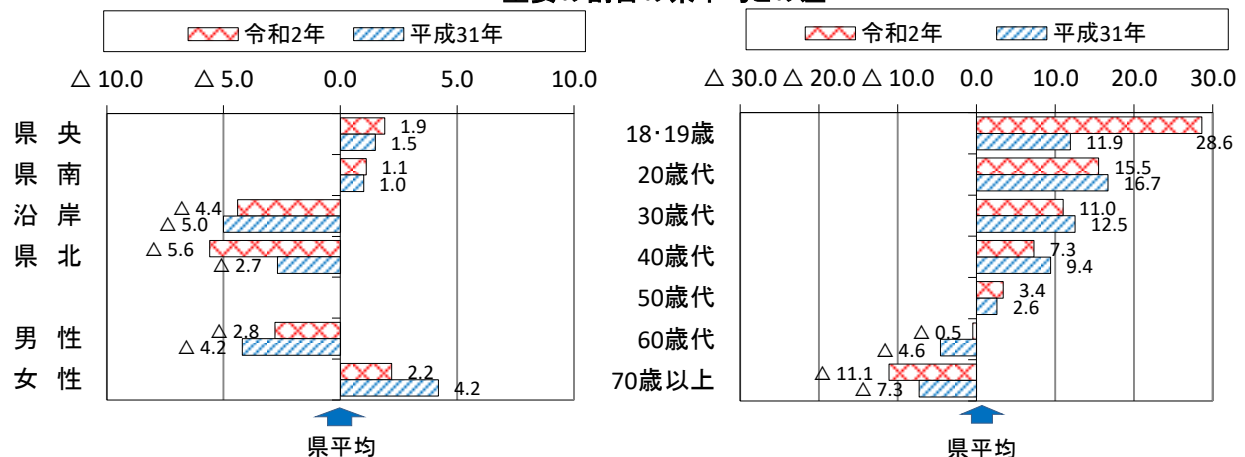 令和2年 平成31年
△ 10.0 △ 5.0 0.0 5.0 10.0
県 央 1.9
1.5
県 南 1.1
1.0
沿 岸 △ 4.4
△ 5.0
県 北 △ 5.6
△ 2.7
男 性 △ 2.8
△ 4.2
女 性 2.2
4.2
県平均
令和2年 平成31年
△ 30.0 △ 20.0 △ 10.0 0.0 10.0 20.0 30.0
18・19歳 28.6
11.9
20歳代 15.5
16.7
30歳代 11.0
12.5
40歳代 7.3
9.4
50歳代 3.4
2.6
60歳代 △ 0.5
△ 4.6
70歳以上 △ 11.1
△ 7.3
県平均